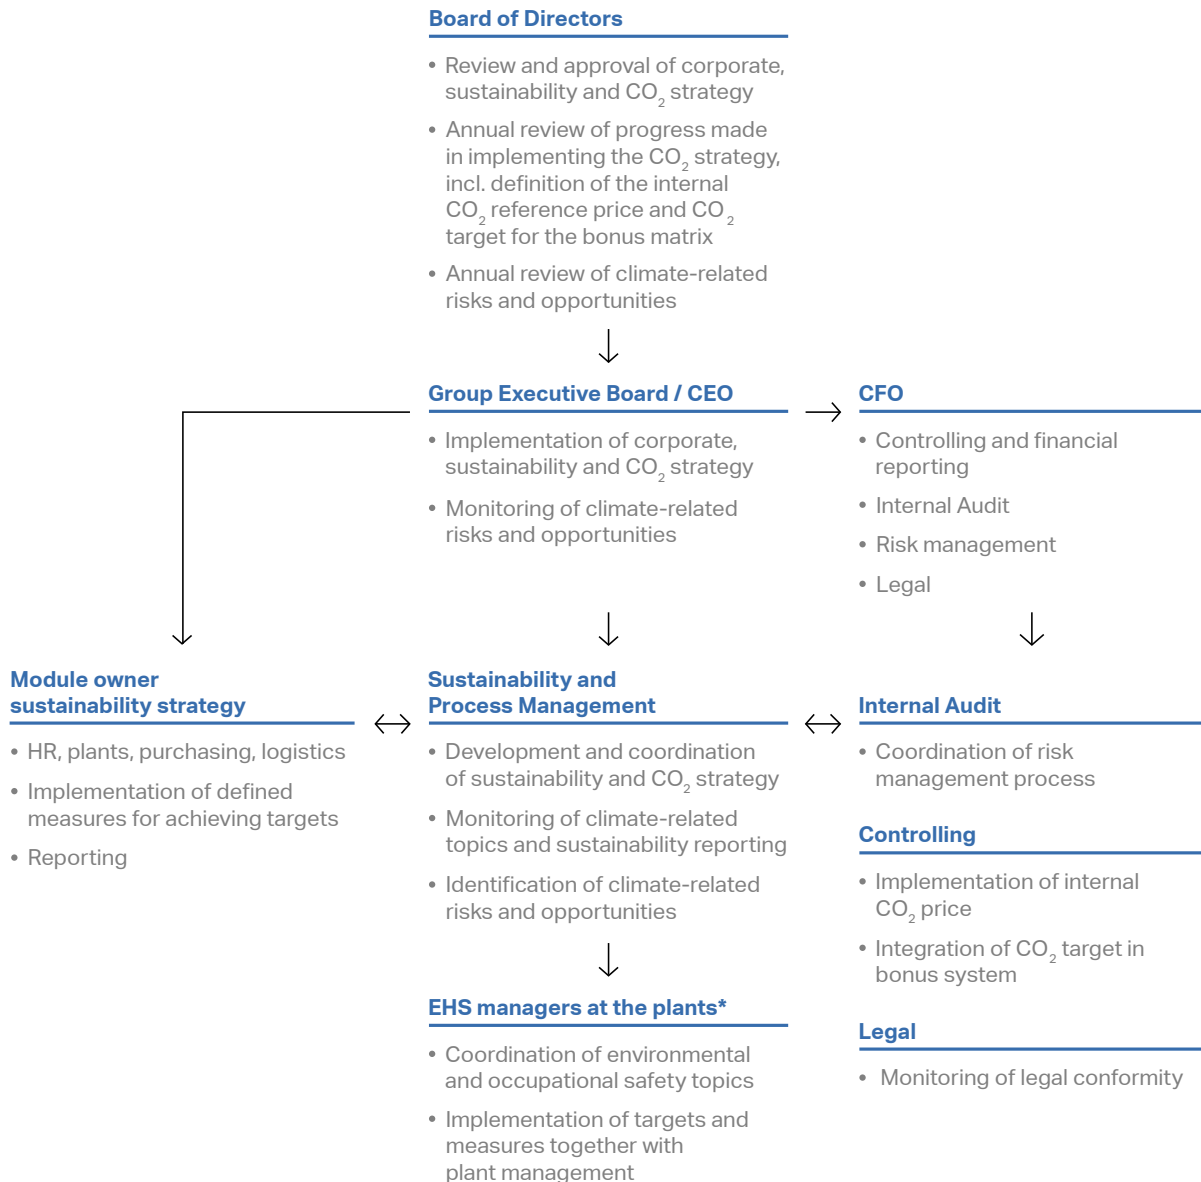 Board of Directors
• Review and approval of corporate,
sustainability and CO₂ strategy
• Annual review of progress made
in implementing the CO₂ strategy,
incl. definition of the internal
CO₂ reference price and CO₂
target for the bonus matrix
• Annual review of climate-related
risks and opportunities
Group Executive Board / CEO
• Implementation of corporate,
sustainability and CO₂ strategy
• Monitoring of climate-related
risks and opportunities
CFO
• Controlling and financial
reporting
• Internal Audit
• Risk management
• Legal
Module owner
sustainability strategy
• HR, plants, purchasing, logistics
• Implementation of defined
measures for achieving targets
• Reporting
Sustainability and
Process Management
• Development and coordination
of sustainability and CO₂ strategy
• Monitoring of climate-related
topics and sustainability reporting
• Identification of climate-related
risks and opportunities
EHS managers at the plants*
• Coordination of environmental
and occupational safety topics
• Implementation of targets and
measures together with
plant management
Internal Audit
• Coordination of risk
management process
Controlling
• Implementation of internal
CO₂ price
• Integration of CO₂ target in
bonus system
Legal
• Monitoring of legal conformity